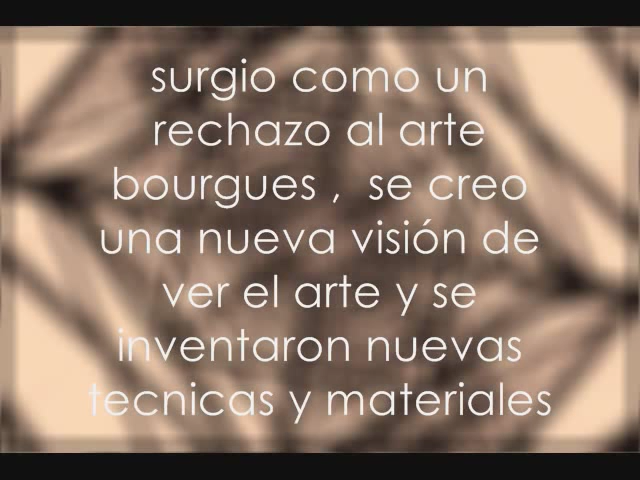 surgio como un
rechazo al arte
bourgues ,  se creo
una nueva visión de
ver el arte y se
inventaron nuevas
tecnicas y materiales